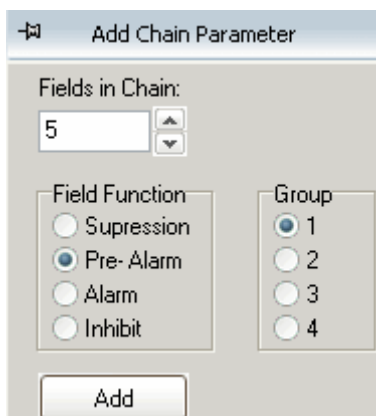 Add Chain Parameter
Fields in Chain:
5
Field Function
Supression
Pre- Alarm
Alarm
Inhibit
Group
1
2
3
4
Add